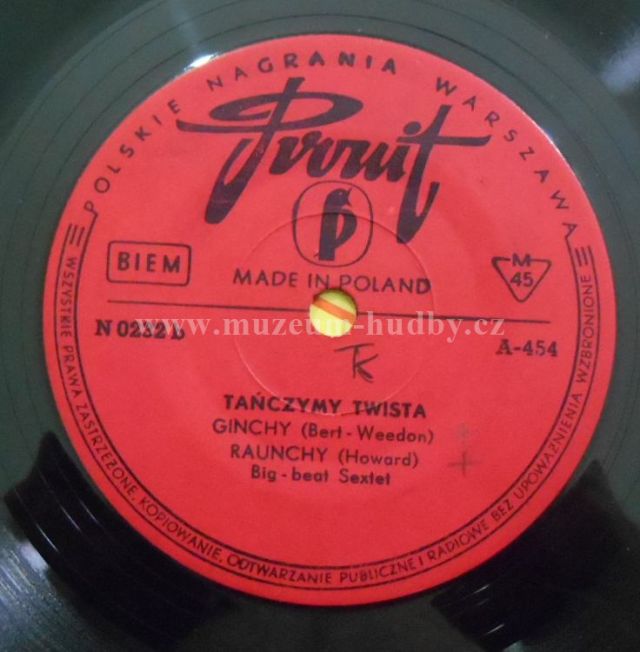 POLSKIE NAGRANIA WARSZAWA
Pronit
P
BIEM
MADE IN POLAND
M
45
www.muzeum-hudby.cz
N 0232 b
A-454
TK
TAŃCZYMY TWISTA
GINCHY (Bert - Weedon)
RAUNCHY (Howard)
Big - beat Sextet
WSZYSTKIE PRAWA ZASTRZEŻONE, KOPIOWANIE, ODTWARZANIE PUBLICZNE I RADIOWE BEZ UPOWAŻNIENIA WZBRONIONE